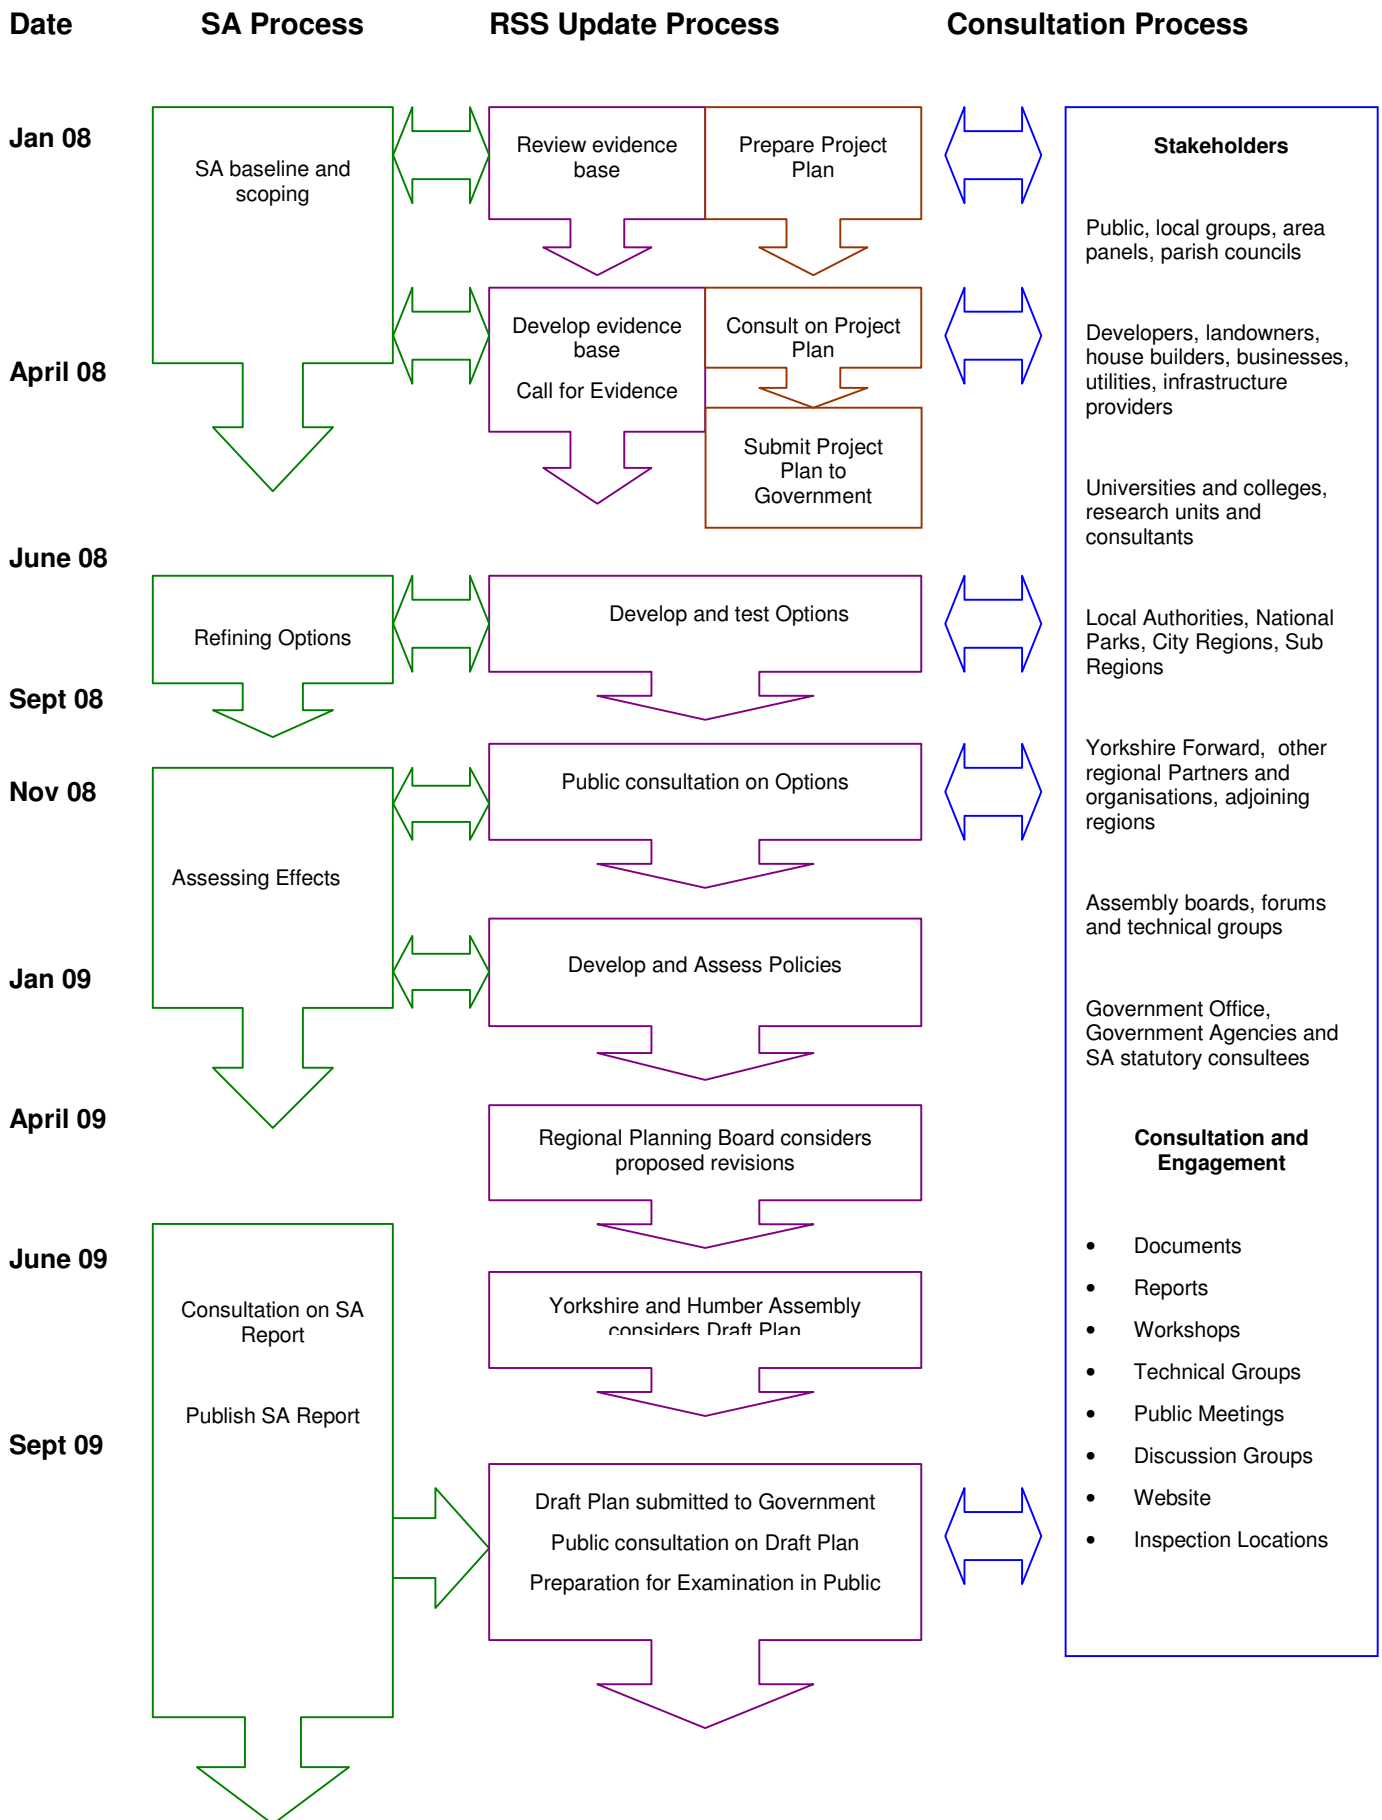 Date SA Process RSS Update Process Consultation Process
Jan 08
SA baseline and
scoping
Review evidence
base
Prepare Project
Plan
April 08
Develop evidence
base
Call for Evidence
Consult on Project
Plan
Submit Project
Plan to
Government
June 08
Refining Options
Develop and test Options
Sept 08
Nov 08
Public consultation on Options
Assessing Effects
Jan 09
Develop and Assess Policies
April 09
Regional Planning Board considers
proposed revisions
June 09
Consultation on SA
Report
Publish SA Report
Yorkshire and Humber Assembly
considers Draft Plan
Sept 09
Draft Plan submitted to Government
Public consultation on Draft Plan
Preparation for Examination in Public
Stakeholders
Public, local groups, area
panels, parish councils
Developers, landowners,
house builders, businesses,
utilities, infrastructure
providers
Universities and colleges,
research units and
consultants
Local Authorities, National
Parks, City Regions, Sub
Regions
Yorkshire Forward,  other
regional Partners and
organisations, adjoining
regions
Assembly boards, forums
and technical groups
Government Office,
Government Agencies and
SA statutory consultees
Consultation and
Engagement
• Documents
• Reports
• Workshops
• Technical Groups
• Public Meetings
• Discussion Groups
• Website
• Inspection Locations